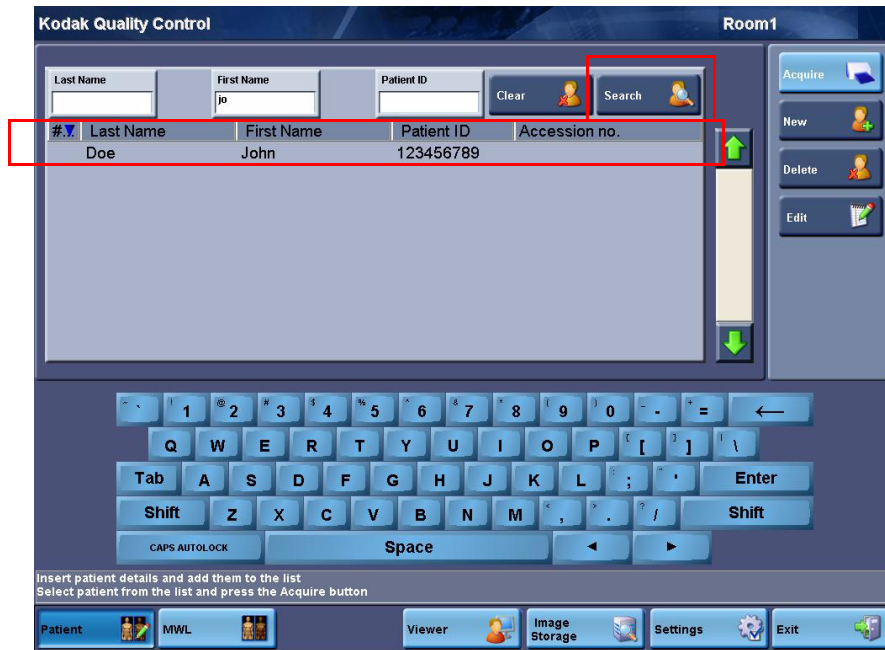 Kodak Quality Control Room1
Last Name First Name Patient ID
jo
Clear Search
#. Last Name First Name Patient ID Accession no.
Doe John 123456789
Acquire
New
Delete
Edit
~ ` ! 1 @ 2 # 3 $ 4 % 5 ^ 6 & 7 * 8 ( 9 ) 0 _ - + = ←
Q W E R T Y U I O P { [ } ] | \
Tab A S D F G H J K L : ; " ' Enter
Shift Z X C V B N M < , > . ? / Shift
CAPS AUTOLOCK Space ◄ ►
Insert patient details and add them to the list
Select patient from the list and press the Acquire button
Patient MWL Viewer Image Storage Settings Exit